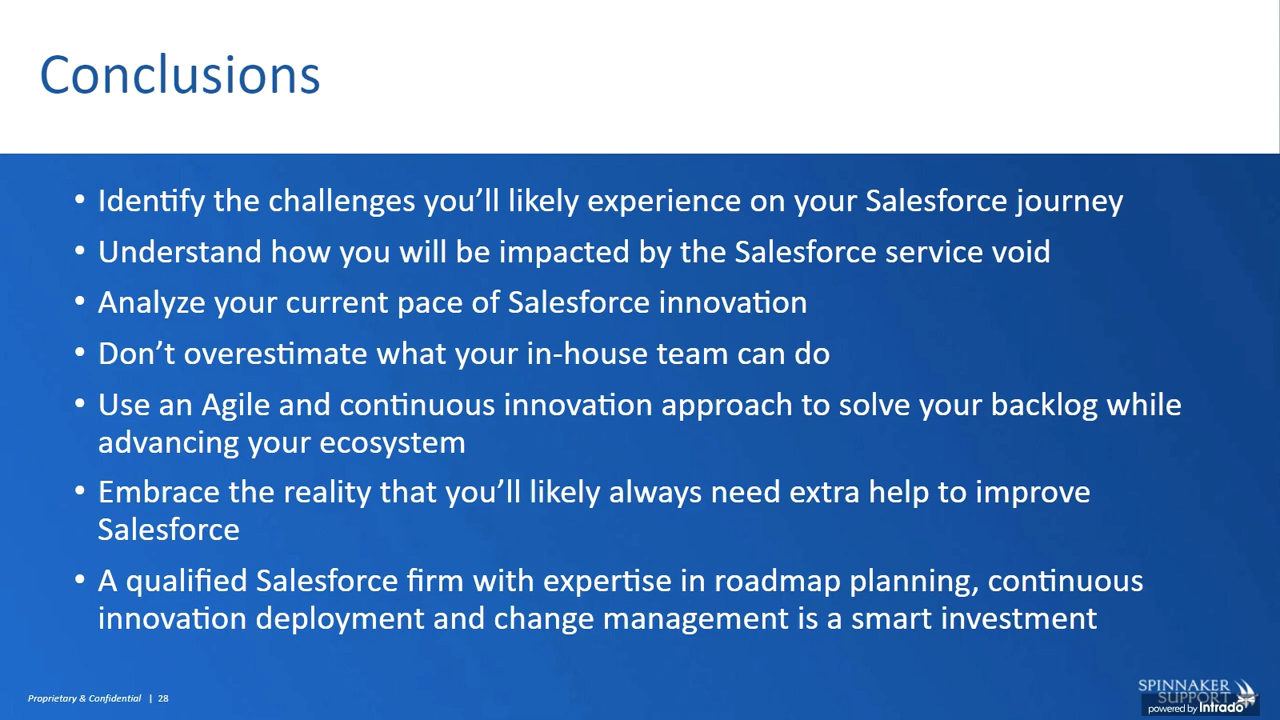 Conclusions
• Identify the challenges you’ll likely experience on your Salesforce journey
• Understand how you will be impacted by the Salesforce service void
• Analyze your current pace of Salesforce innovation
• Don’t overestimate what your in-house team can do
• Use an Agile and continuous innovation approach to solve your backlog while
advancing your ecosystem
• Embrace the reality that you’ll likely always need extra help to improve
Salesforce
• A qualified Salesforce firm with expertise in roadmap planning, continuous
innovation deployment and change management is a smart investment
Proprietary & Confidential | 28
SPINNAKER
SUPPORT
powered by Intrado